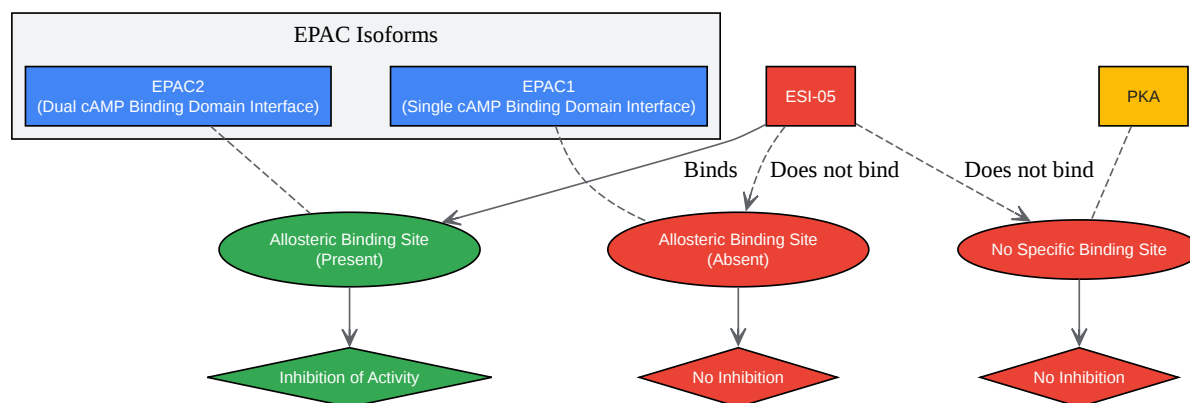 EPAC Isoforms
EPAC2
(Dual cAMP Binding Domain Interface)
EPAC1
(Single cAMP Binding Domain Interface)
ESI-05
PKA
Binds
Does not bind
Does not bind
Allosteric Binding Site
(Present)
Allosteric Binding Site
(Absent)
No Specific Binding Site
Inhibition of Activity
No Inhibition
No Inhibition